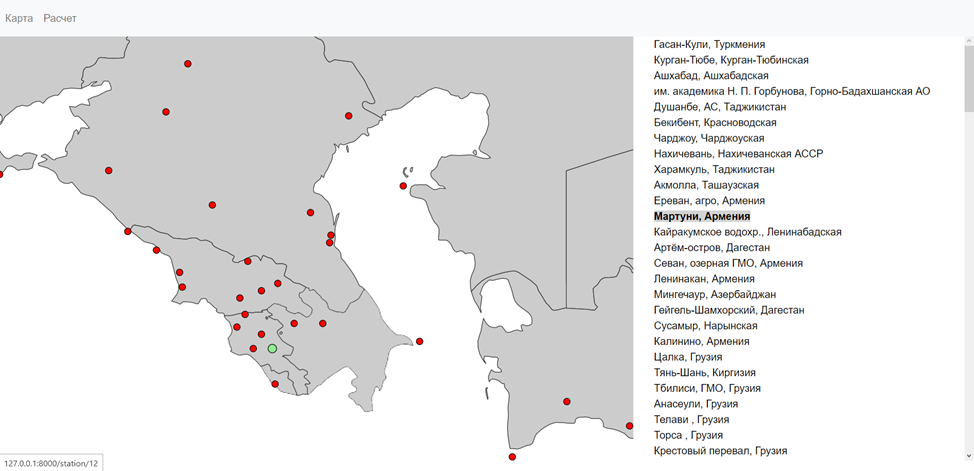 Карта Расчет
Гасан-Кули, Туркмения
Курган-Тюбе, Курган-Тюбинская
Ашхабад, Ашхабадская
им. академика Н. П. Горбунова, Горно-Бадахшанская АО
Душанбе, АС, Таджикистан
Бекибент, Красноводская
Чарджоу, Чарджоуская
Нахичевань, Нахичеванская АССР
Харамкуль, Таджикистан
Акмолла, Ташаузская
Ереван, агро, Армения
Мартуни, Армения
Кайракумское водохр., Ленинабадская
Артём-остров, Дагестан
Севан, озерная ГМО, Армения
Ленинакан, Армения
Мингечаур, Азербайджан
Гейгель-Шамхорский, Дагестан
Сусамыр, Нарынская
Калинино, Армения
Цалка, Грузия
Тянь-Шань, Киргизия
Тбилиси, ГМО, Грузия
Анасеули, Грузия
Телави , Грузия
Торса , Грузия
Крестовый перевал, Грузия
127.0.0.1:8000/station/12